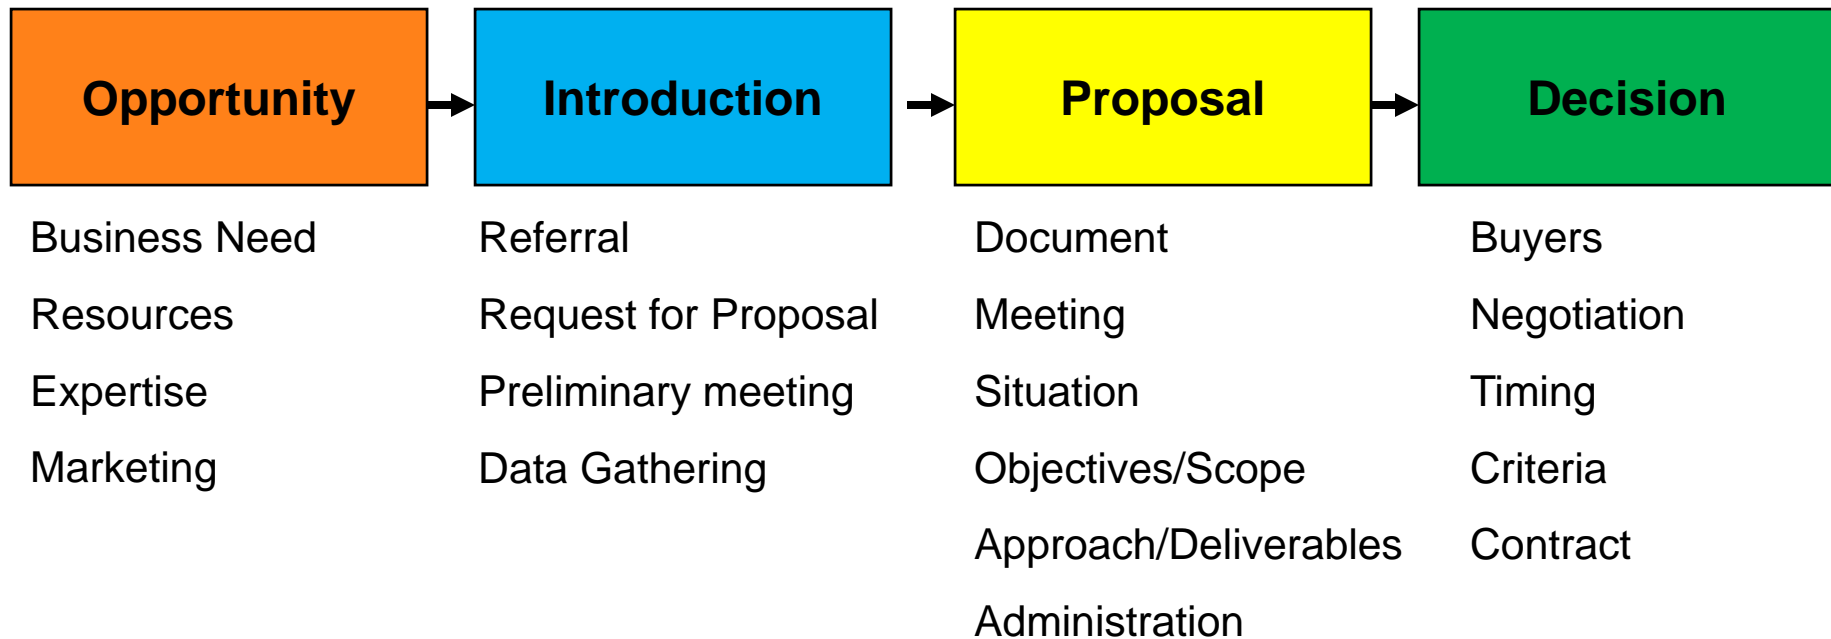 Opportunity
Introduction
Proposal
Decision
Business Need
Resources
Expertise
Marketing
Referral
Request for Proposal
Preliminary meeting
Data Gathering
Document
Meeting
Situation
Objectives/Scope
Approach/Deliverables
Administration
Buyers
Negotiation
Timing
Criteria
Contract